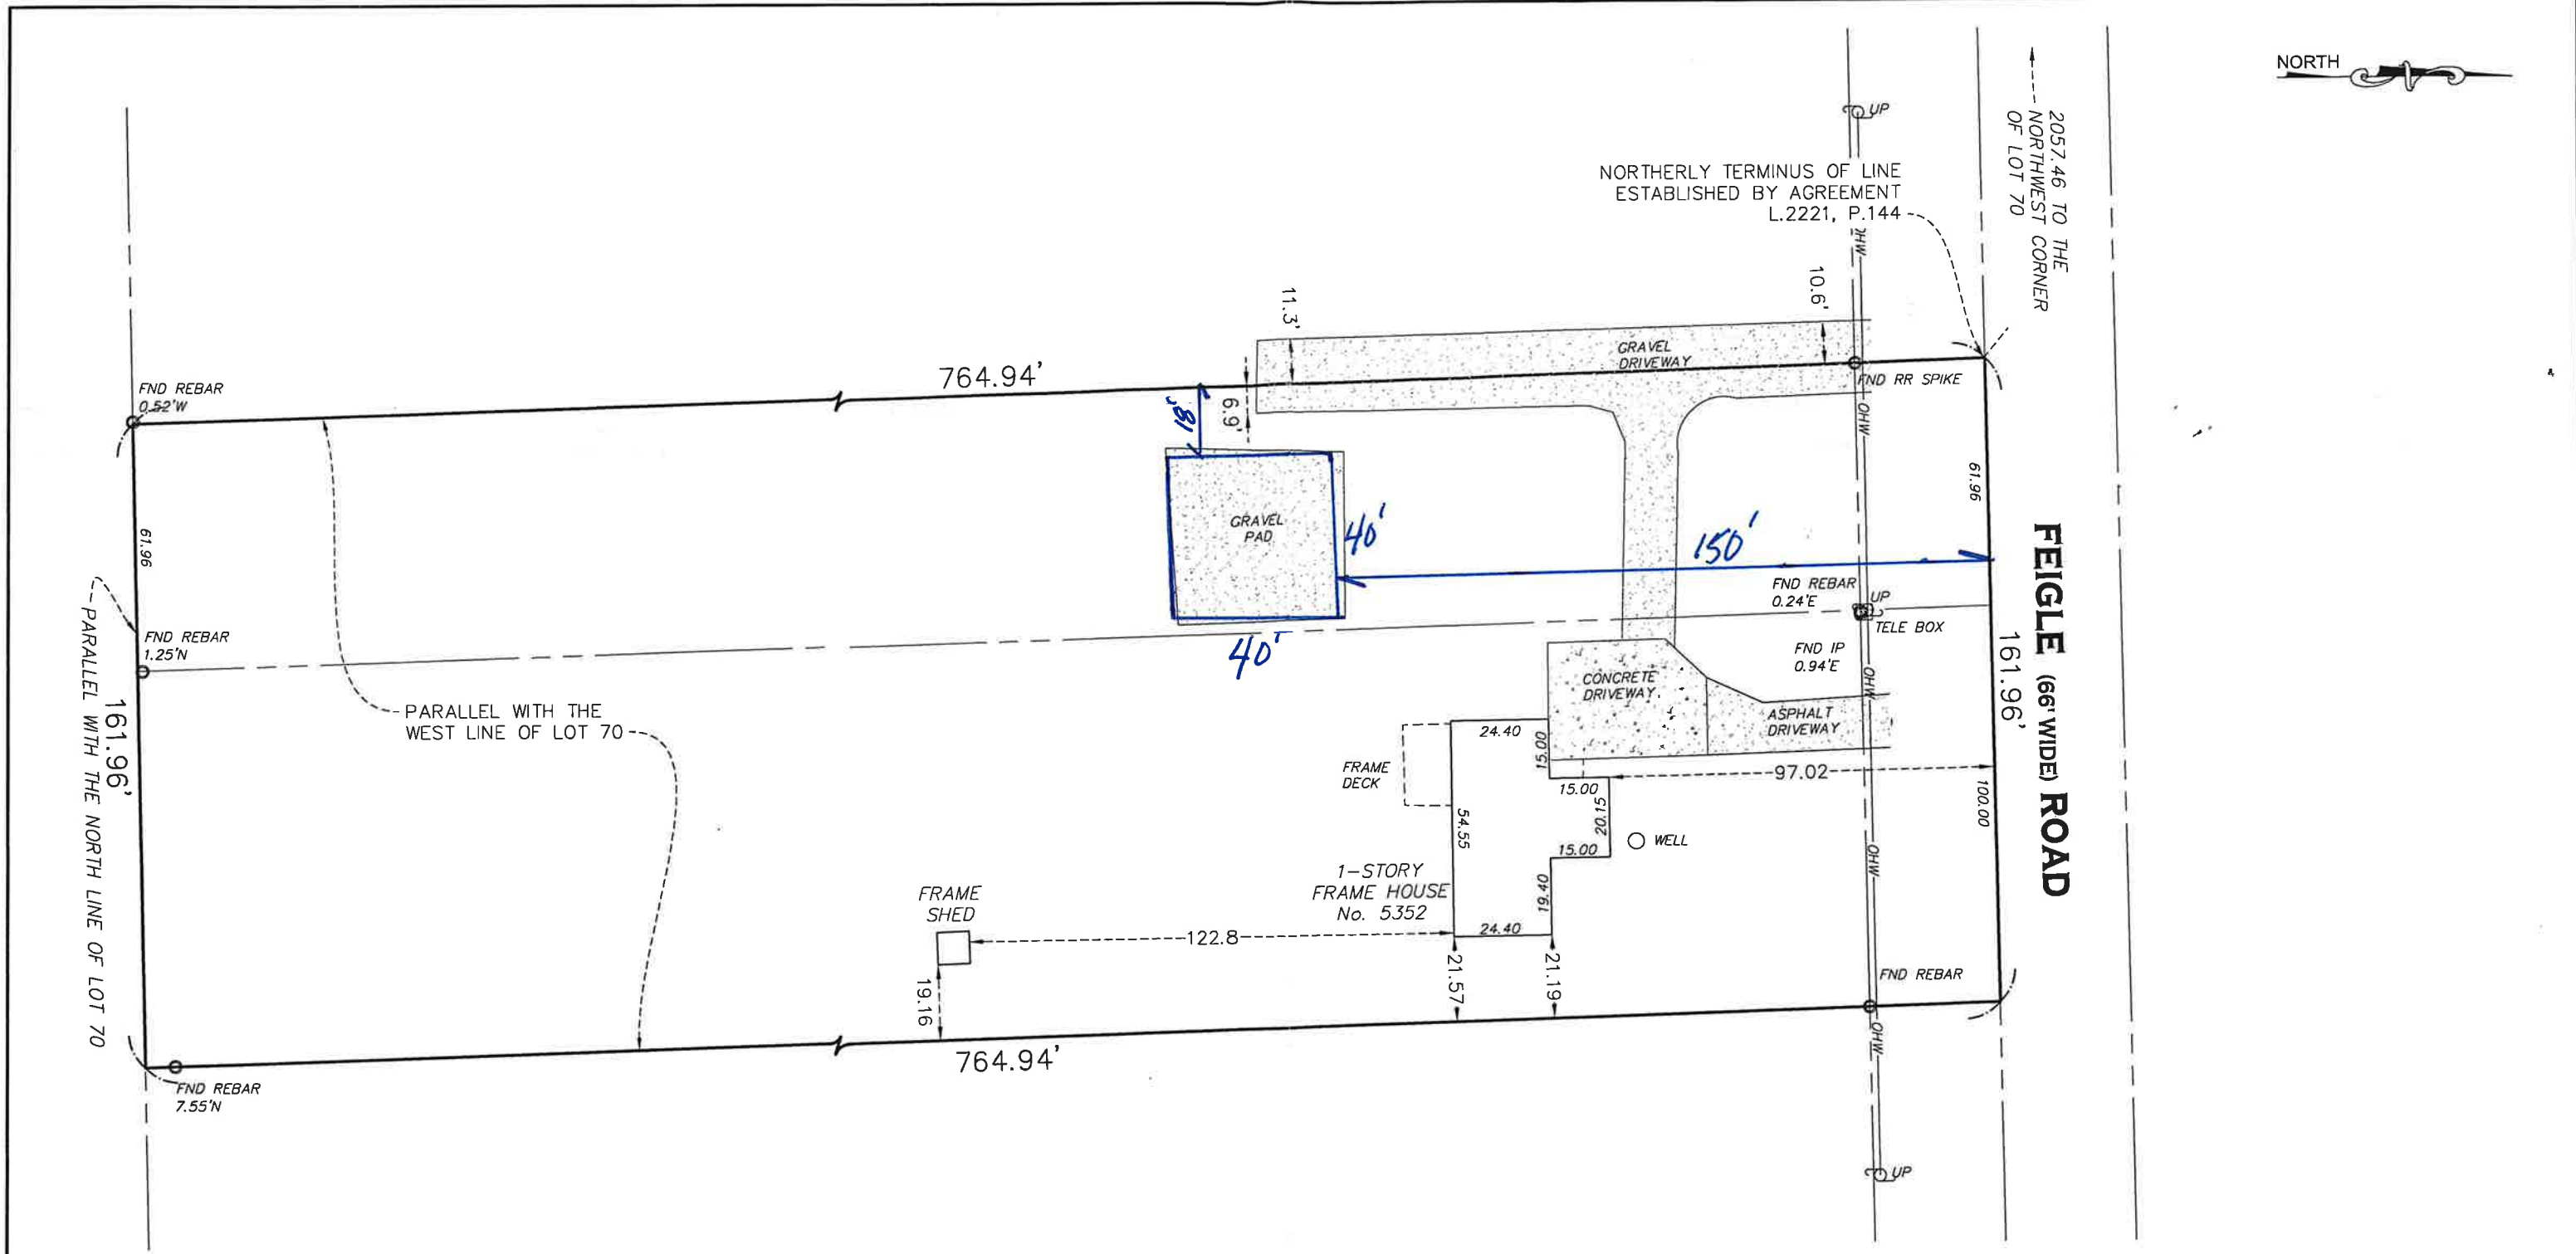 NORTH
2057.46 TO THE
NORTHWEST CORNER
OF LOT 70
UP
NORTHERLY TERMINUS OF LINE
ESTABLISHED BY AGREEMENT
L.2221, P.144
OHW
10.6'
11.3'
GRAVEL
DRIVEWAY
764.94'
FND REBAR
0.52'W
FND RR SPIKE
6.9'
18'
OHW
61.96
GRAVEL
PAD
40'
150'
FEIGLE (66' WIDE) ROAD
61.96
FND REBAR
0.24'E
UP
TELE BOX
FND REBAR
1.25'N
40'
FND IP
0.94'E
161.96'
OHW
CONCRETE
DRIVEWAY
ASPHALT
DRIVEWAY
PARALLEL WITH THE
WEST LINE OF LOT 70
161.96'
PARALLEL WITH THE NORTH LINE OF LOT 70
24.40
15.00
FRAME
DECK
97.02
15.00
100.00
54.55
20.15
WELL
15.00
OHW
1-STORY
FRAME HOUSE
No. 5352
19.40
FRAME
SHED
24.40
122.8
19.16
21.57
21.19
FND REBAR
OHW
764.94'
FND REBAR
7.55'N
UP